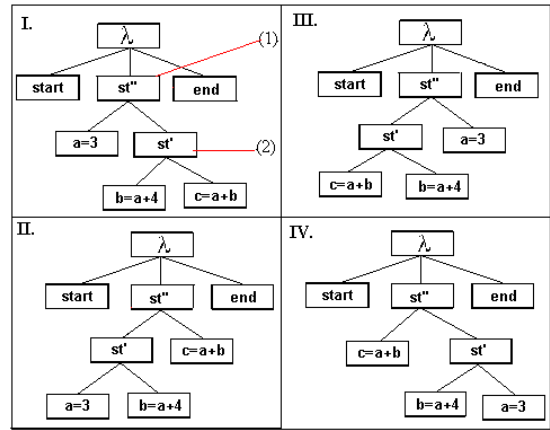 I.
λ
(1)
start st'' end
a=3 st' (2)
b=a+4 c=a+b
III.
λ
start st'' end
st' a=3
c=a+b b=a+4
II.
λ
start st'' end
st' c=a+b
a=3 b=a+4
IV.
λ
start st'' end
c=a+b st'
b=a+4 a=3